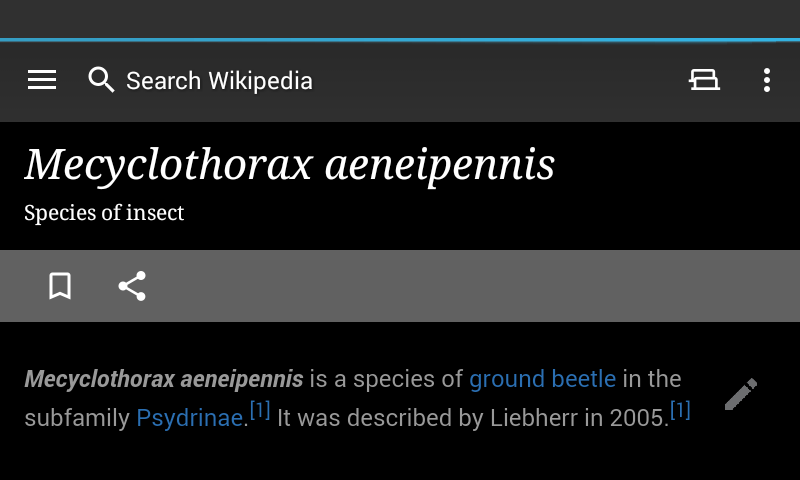 Search Wikipedia
Mecyclothorax aeneipennis
Species of insect
Mecyclothorax aeneipennis is a species of ground beetle in the
subfamily Psydrinae.[1] It was described by Liebherr in 2005.[1]